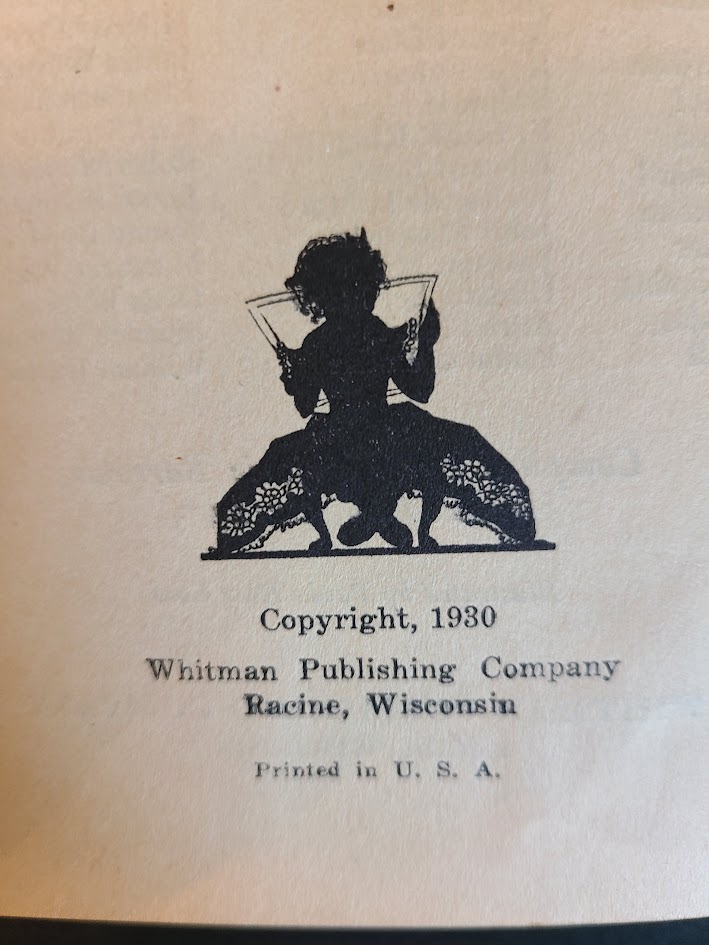 Copyright, 1930
Whitman Publishing Company
Racine, Wisconsin
Printed in U. S. A.